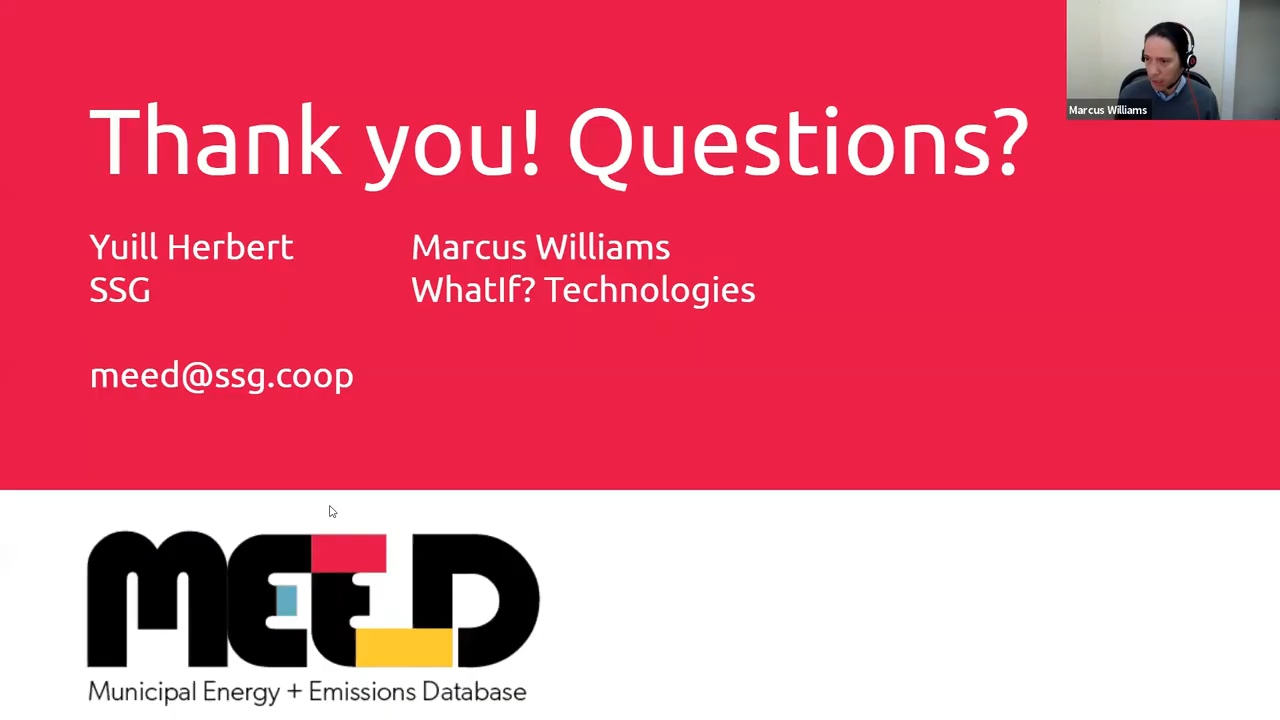 Thank you! Questions?
Marcus Williams
Yuill Herbert
Marcus Williams
SSG
WhatIf? Technologies
meed@ssg.coop
MEED
Municipal Energy + Emissions Database